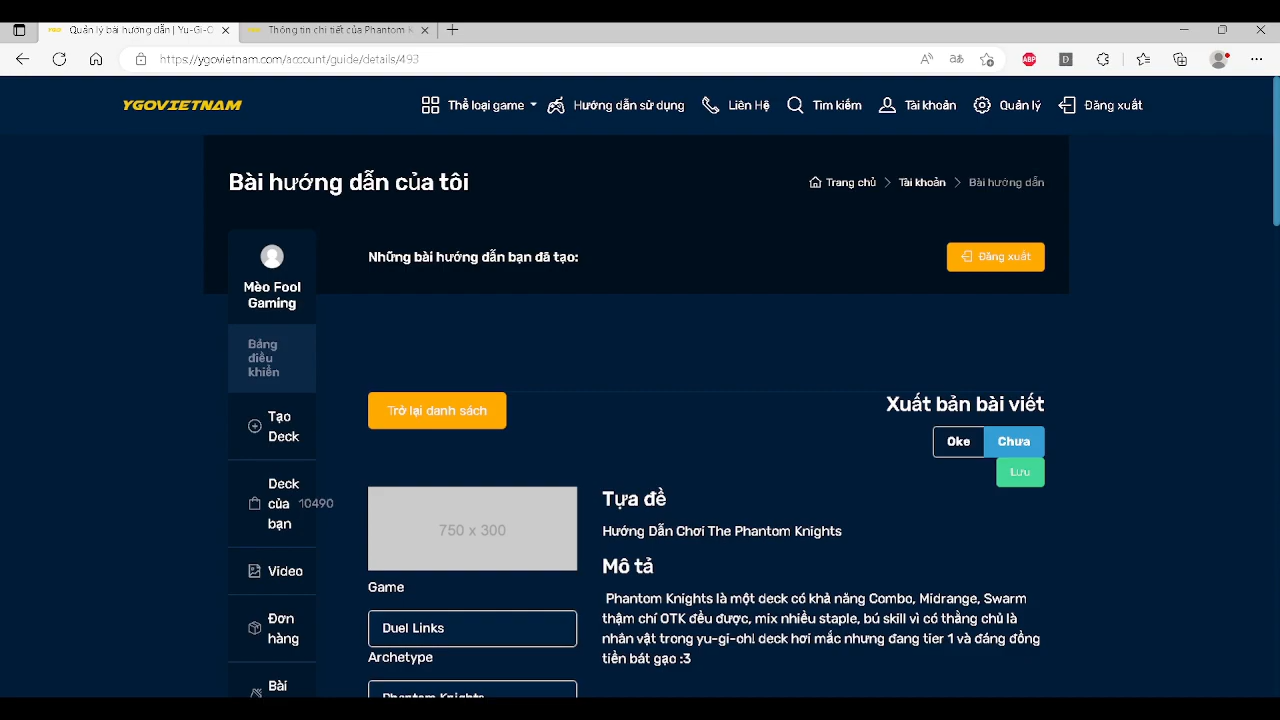 Quản lý bài hướng dẫn | Yu-Gi-O
Thông tin chi tiết của Phantom K
https://ygovietnam.com/account/guide/details/493
YGOVIETNAM
Thể loại game
Hướng dẫn sử dụng
Liên Hệ
Tìm kiếm
Tài khoản
Quản lý
Đăng xuất
Bài hướng dẫn của tôi
Trang chủ > Tài khoản > Bài hướng dẫn
Mèo Fool
Gaming
Những bài hướng dẫn bạn đã tạo:
Đăng xuất
Bảng
điều
khiển
Tạo
Deck
Deck
của
bạn
10490
Video
Đơn
hàng
Bài
Trở lại danh sách
Xuất bản bài viết
Oke
Chưa
Lưu
750 x 300
Game
Duel Links
Archetype
Phantom Knights
Tựa đề
Hướng Dẫn Chơi The Phantom Knights
Mô tả
Phantom Knights là một deck có khả năng Combo, Midrange, Swarm
thậm chí OTK đều được, mix nhiều staple, bú skill vì có thằng chủ là
nhân vật trong yu-gi-oh! deck hơi mắc nhưng đang tier 1 và đáng đồng
tiền bát gạo :3